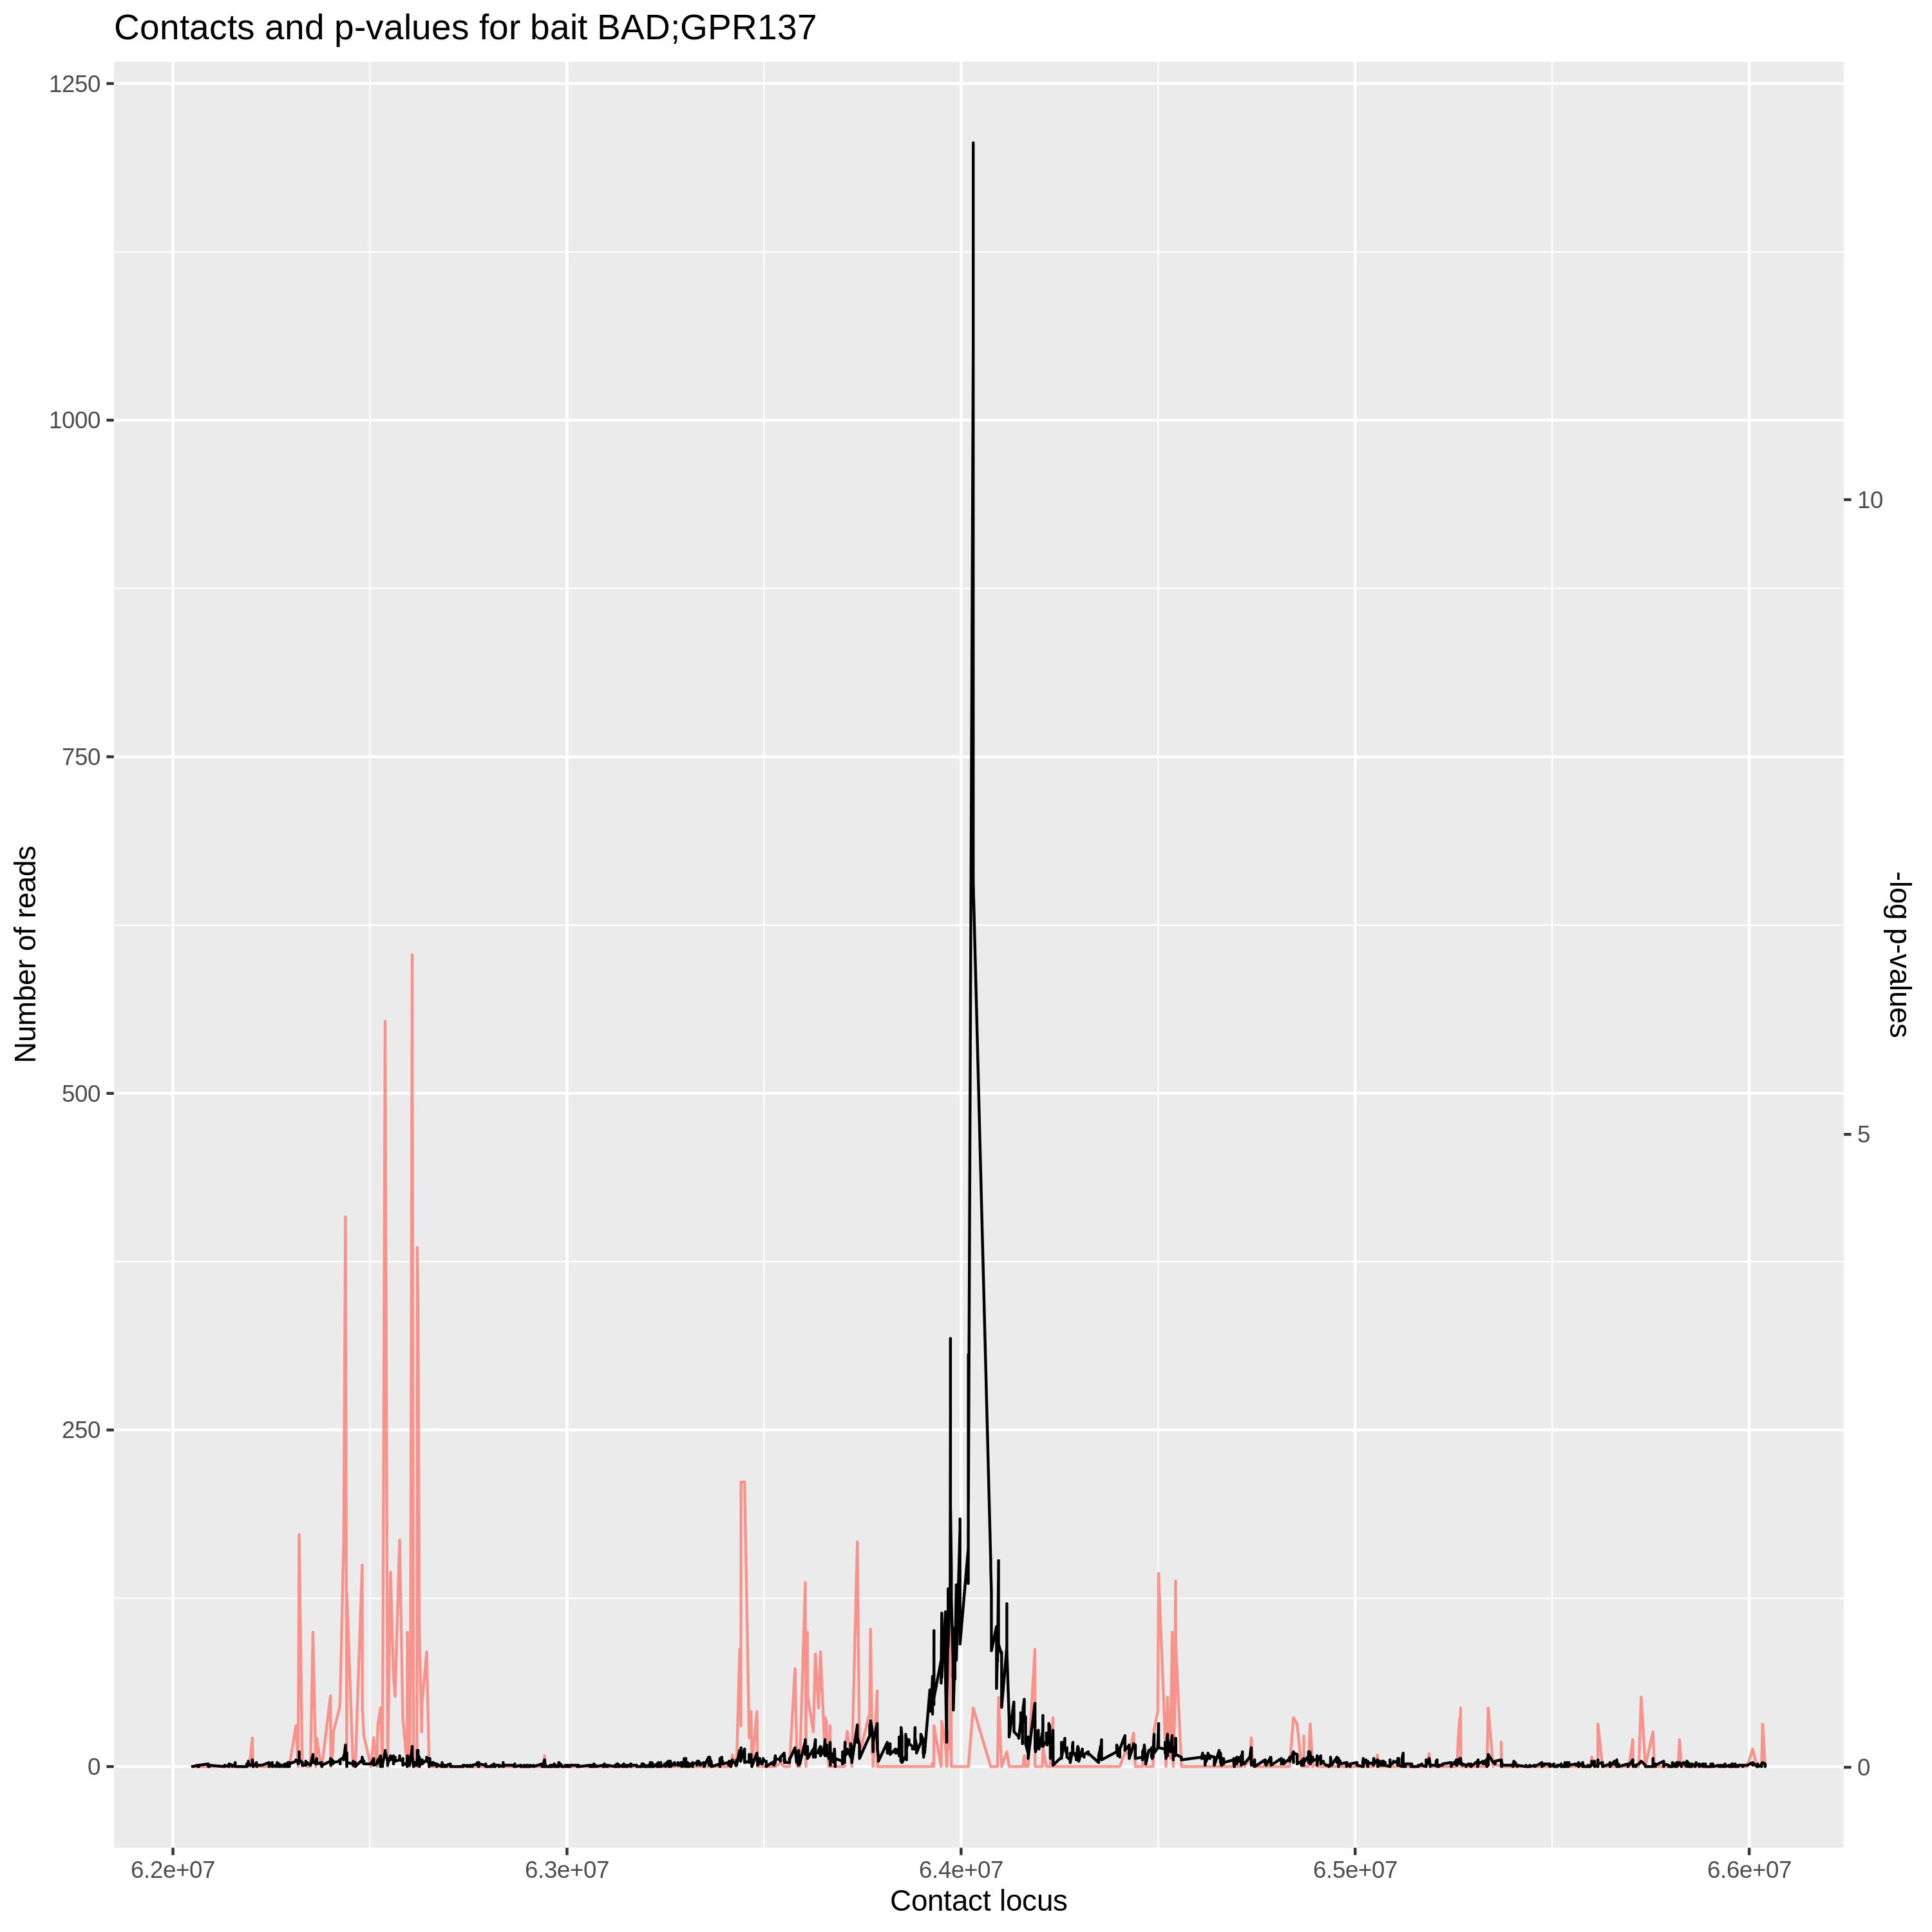 Contacts and p-values for bait BAD;GPR137
1250
1000
750
500
250
0
Number of reads
10
5
0
-log p-values
6.2e+07 6.3e+07 6.4e+07 6.5e+07 6.6e+07
Contact locus